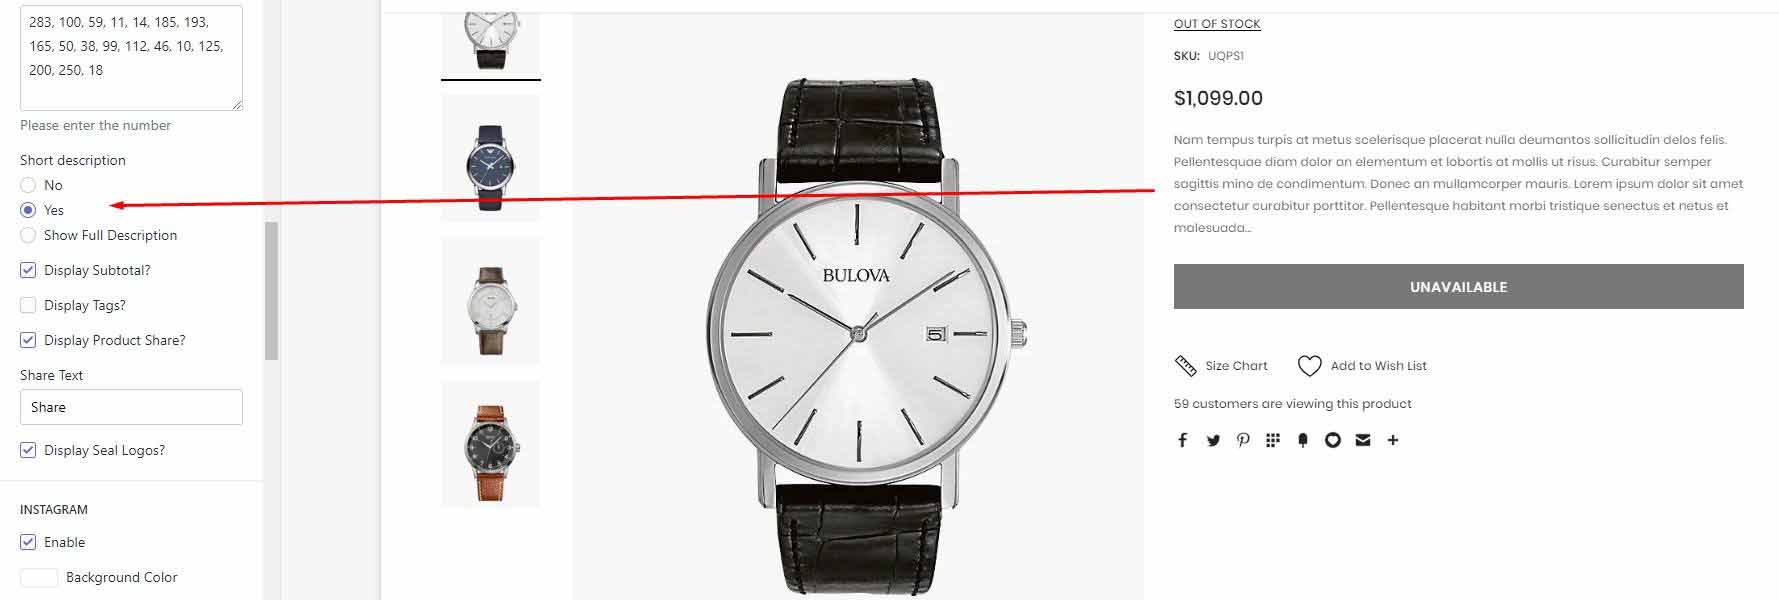 283, 100, 59, 11, 14, 185, 193,
165, 50, 38, 99, 112, 46, 10, 125,
200, 250, 18
Please enter the number
Short description
No
Yes
Show Full Description
Display Subtotal?
Display Tags?
Display Product Share?
Share Text
Share
Display Seal Logos?
INSTAGRAM
Enable
Background Color
BULOVA
5
OUT OF STOCK
SKU: UQPS1
$1,099.00
Nam tempus turpis at metus scelerisque placerat nulla deumantos sollicitudin delos felis.
Pellentesquae diam dolor an elementum et lobortis at mollis ut risus. Curabitur semper
sagittis mino de condimentum. Donec an mullamcorper mauris. Lorem ipsum dolor sit amet
consectetur curabitur porttitor. Pellentesque habitant morbi tristique senectus et netus et
malesuada...
UNAVAILABLE
Size Chart
Add to Wish List
59 customers are viewing this product